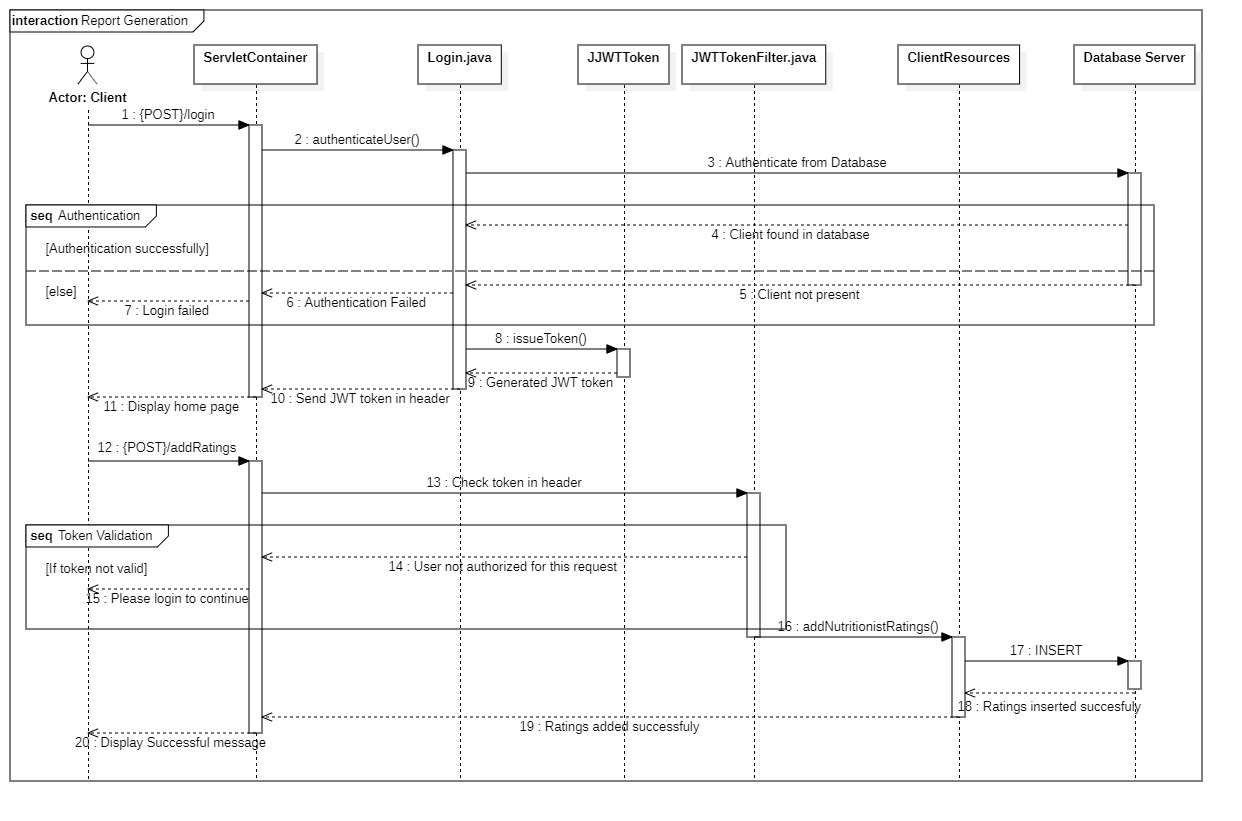 interaction Report Generation
ServletContainer
Login.java
JJWTToken
JWTTokenFilter.java
ClientResources
Database Server
Actor: Client
1 : {POST}/login
2 : authenticateUser()
3 : Authenticate from Database
seq Authentication
4 : Client found in database
[Authentication successfully]
[else]
5 : Client not present
6 : Authentication Failed
7 : Login failed
8 : issueToken()
9 : Generated JWT token
10 : Send JWT token in header
11 : Display home page
12 : {POST}/addRatings
13 : Check token in header
seq Token Validation
14 : User not authorized for this request
[If token not valid]
15 : Please login to continue
16 : addNutritionistRatings()
17 : INSERT
18 : Ratings inserted succesfuly
19 : Ratings added successfuly
20 : Display Successful message